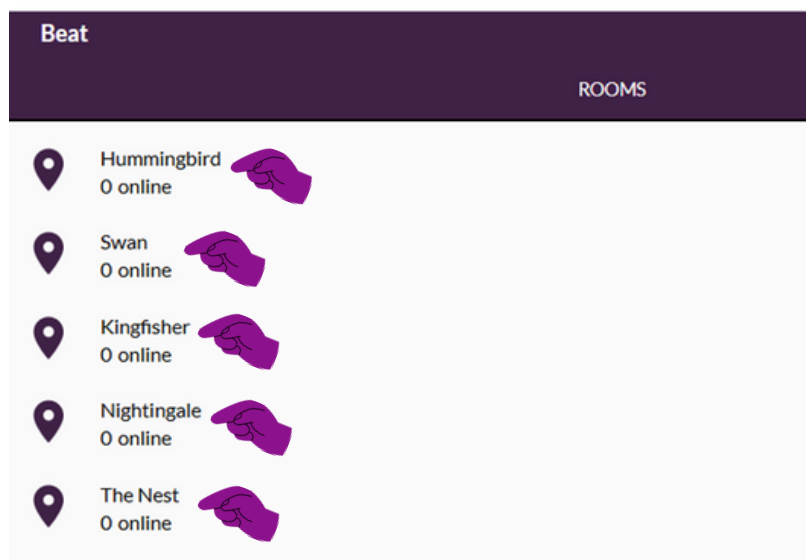 Beat
ROOMS
Hummingbird
0 online
Swan
0 online
Kingfisher
0 online
Nightingale
0 online
The Nest
0 online